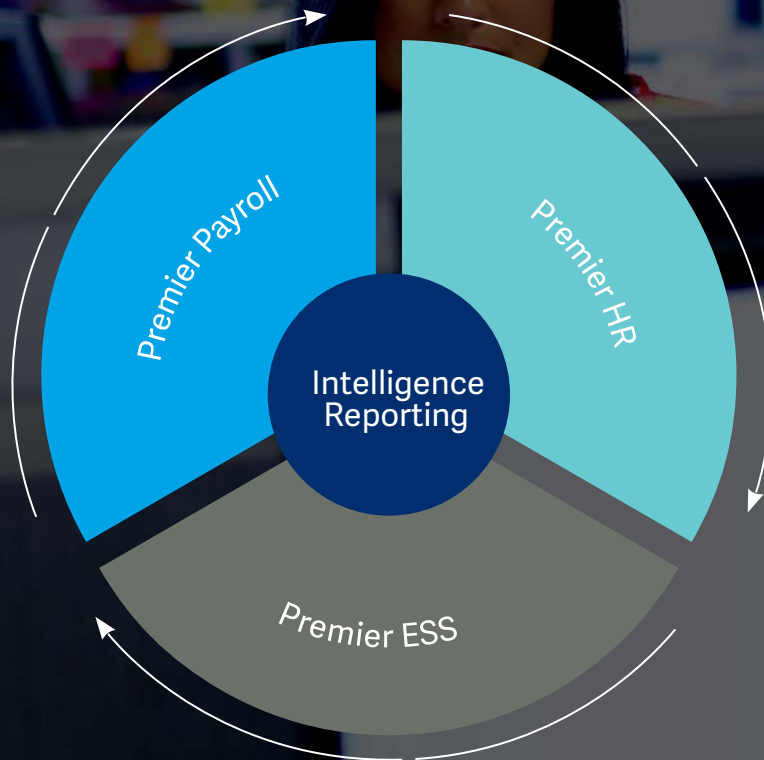 Premier Payroll
Premier HR
Intelligence
Reporting
Premier ESS